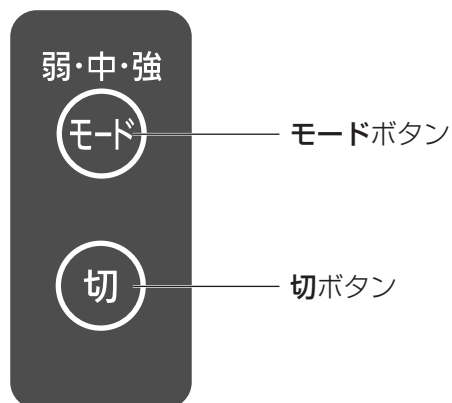 弱・中・強
モード
モードボタン
切
切ボタン